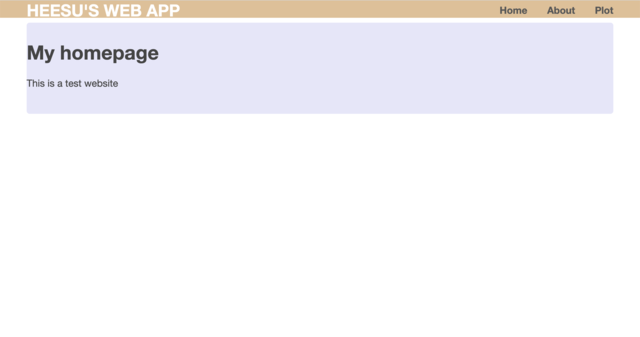 HEESU'S WEB APP
Home About Plot
My homepage
This is a test website